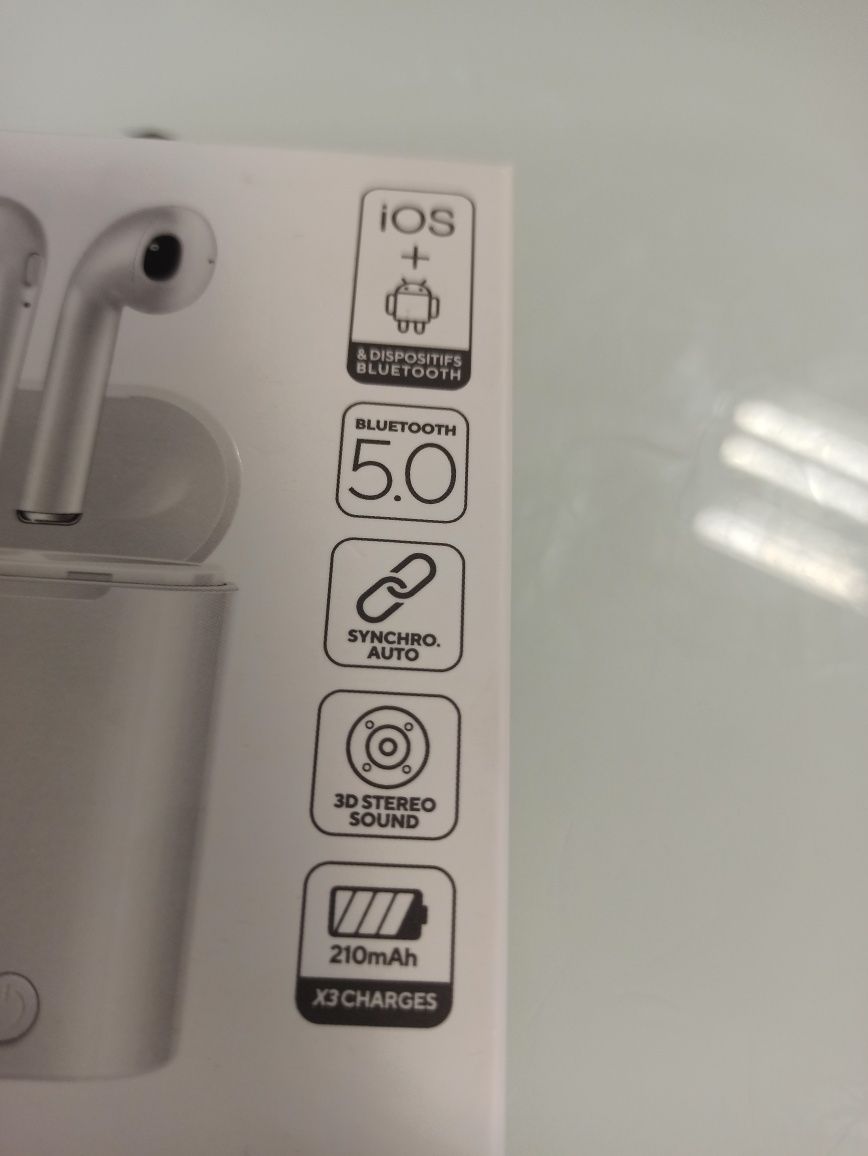 iOS
+
& DISPOSITIFS
BLUETOOTH
BLUETOOTH
5.0
SYNCHRO.
AUTO
3D STEREO
SOUND
210mAh
X3 CHARGES